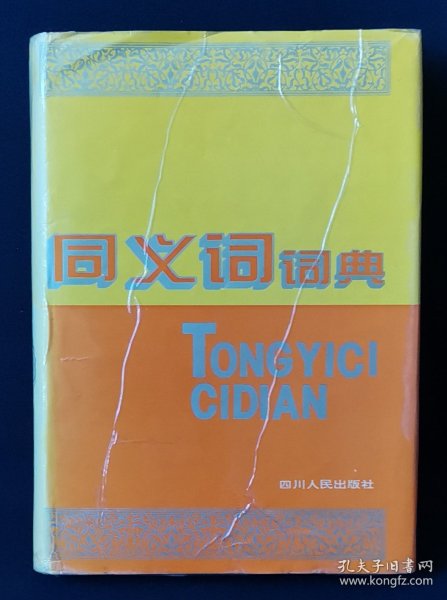 同义词词典
TONGYICI
CIDIAN
四川人民出版社
孔夫子旧书网
www.kongfz.com